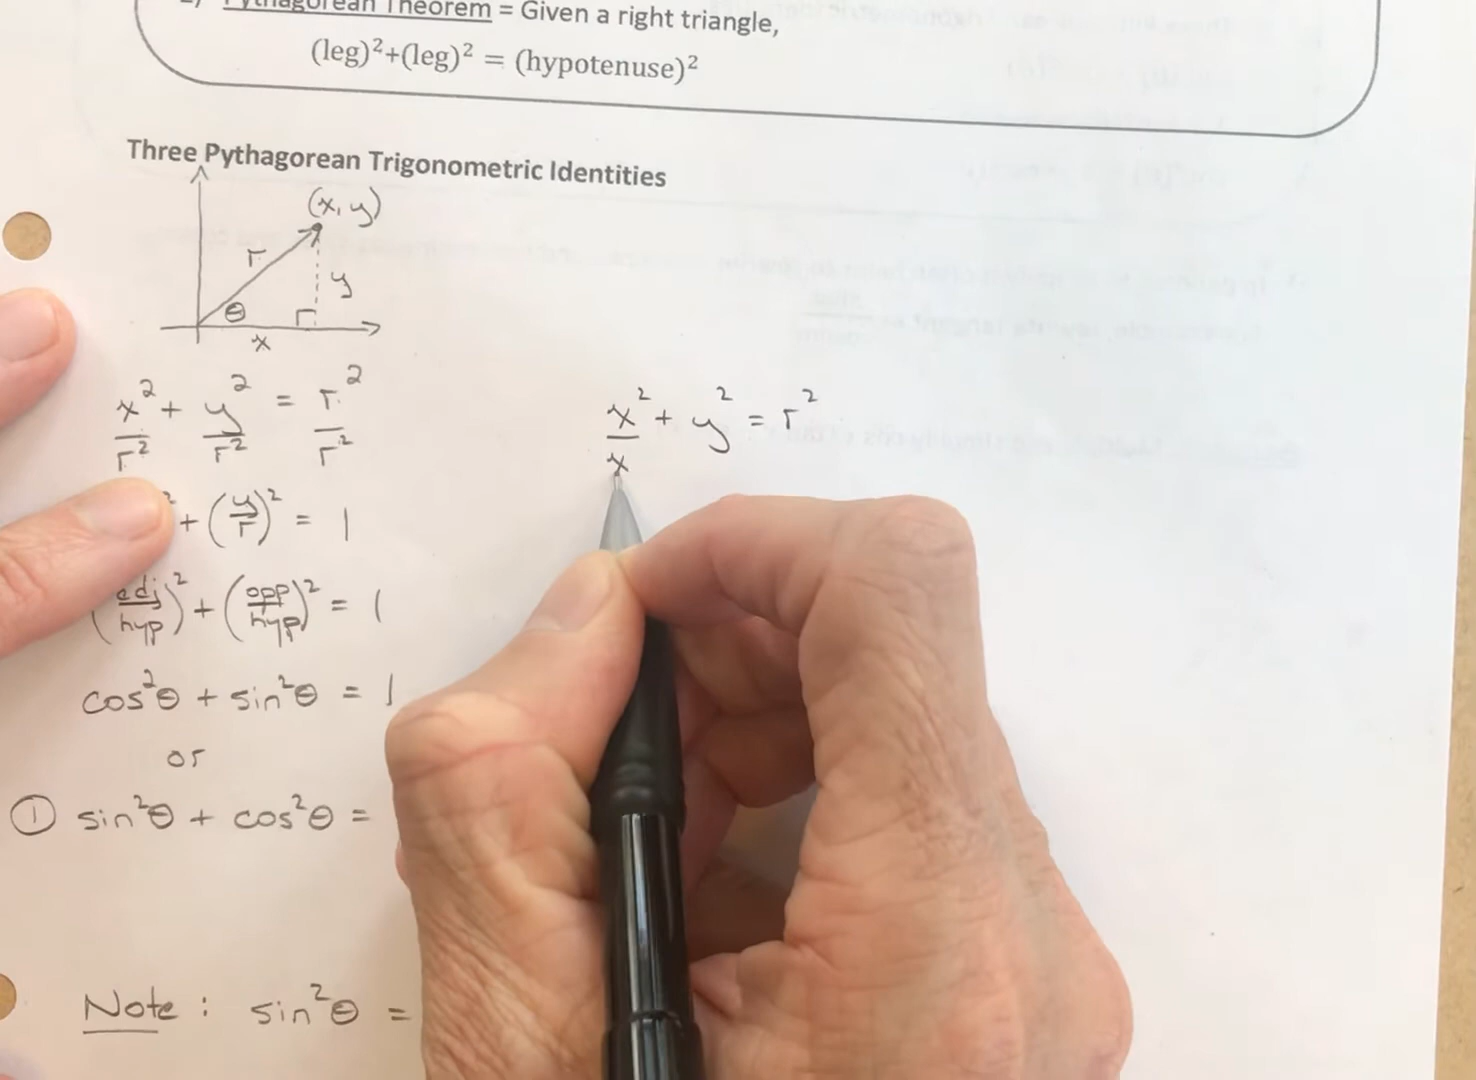 Pythagorean Theorem = Given a right triangle,
(leg)²+(leg)² = (hypotenuse)²
Three Pythagorean Trigonometric Identities
(x, y)
r
y
θ
x
x²/r² + y²/r² = r²/r²
x²/x + y² = r²
² + (y/r)² = 1
(adj/hyp)² + (opp/hyp)² = 1
cos²θ + sin²θ = 1
or
① sin²θ + cos²θ =
Note : sin²θ =